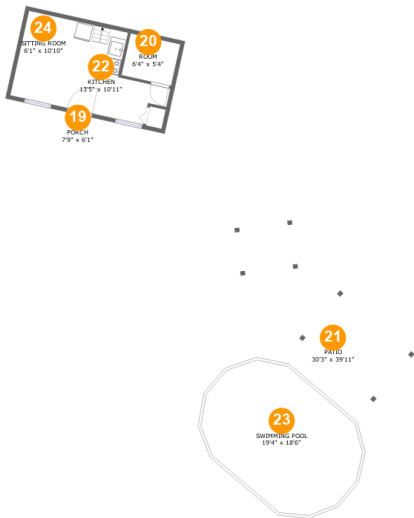 24
SITTING ROOM
6'1" x 10'10"
20
ROOM
6'4" x 5'4"
22
KITCHEN
13'5" x 10'11"
19
PORCH
7'9" x 6'1"
21
PATIO
30'3" x 39'11"
23
SWIMMING POOL
19'4" x 18'6"